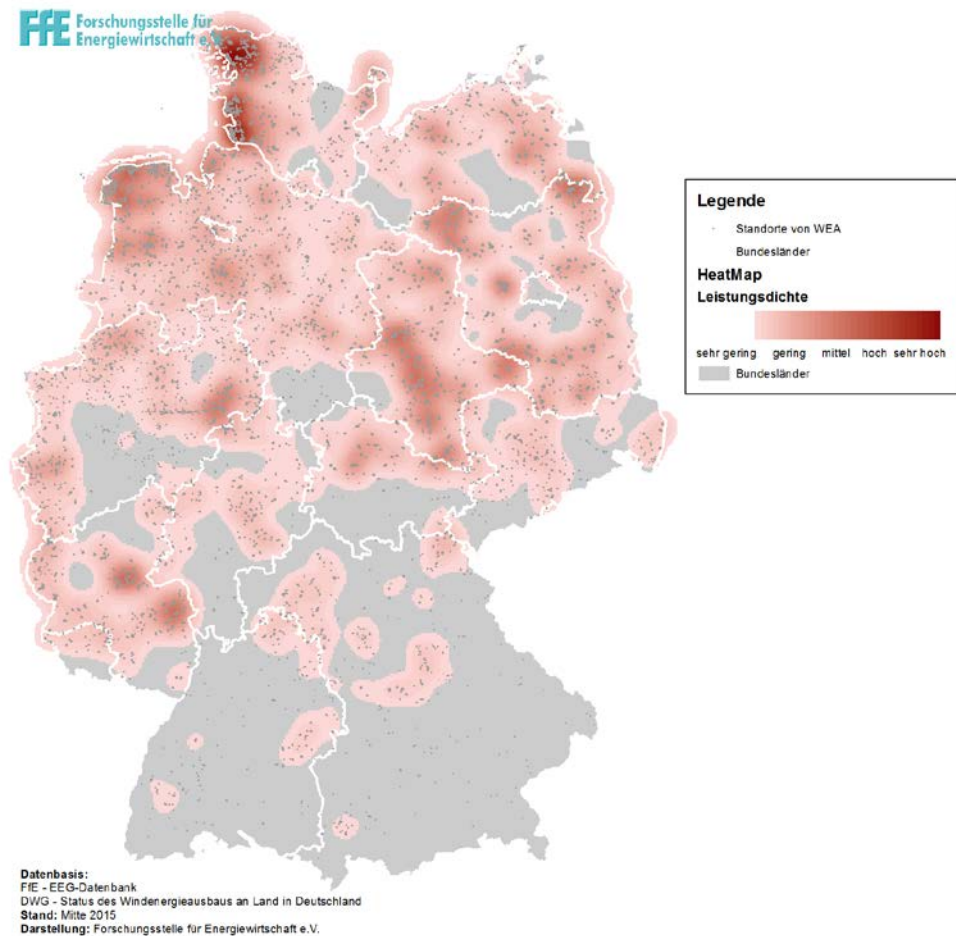 FfE Forschungsstelle für
Energiewirtschaft e.V.
Legende
Standorte von WEA
Bundesländer
HeatMap
Leistungsdichte
sehr gering gering mittel hoch sehr hoch
Bundesländer
Datenbasis:
FfE - EEG-Datenbank
DWG - Status des Windenergieausbaus an Land in Deutschland
Stand: Mitte 2015
Darstellung: Forschungsstelle für Energiewirtschaft e.V.